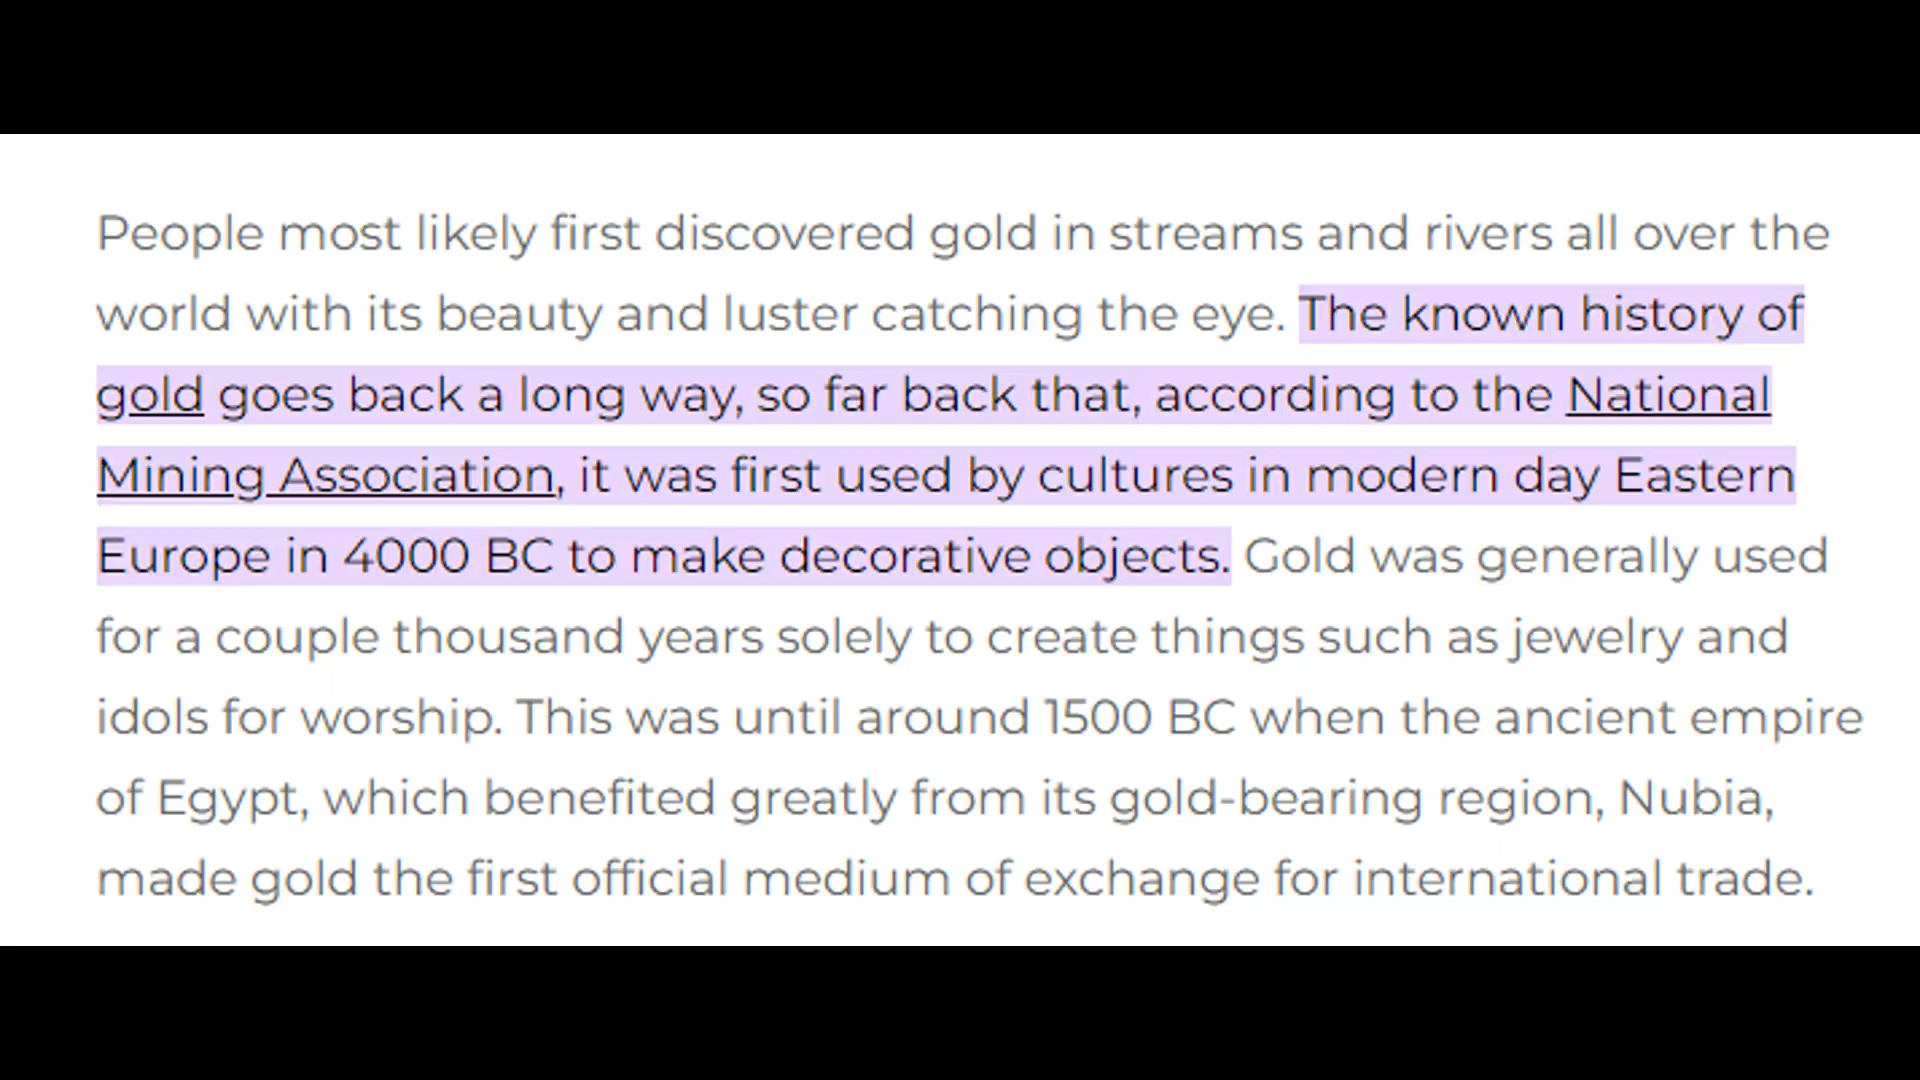 People most likely first discovered gold in streams and rivers all over the
world with its beauty and luster catching the eye. The known history of
gold goes back a long way, so far back that, according to the National
Mining Association, it was first used by cultures in modern day Eastern
Europe in 4000 BC to make decorative objects. Gold was generally used
for a couple thousand years solely to create things such as jewelry and
idols for worship. This was until around 1500 BC when the ancient empire
of Egypt, which benefited greatly from its gold-bearing region, Nubia,
made gold the first official medium of exchange for international trade.